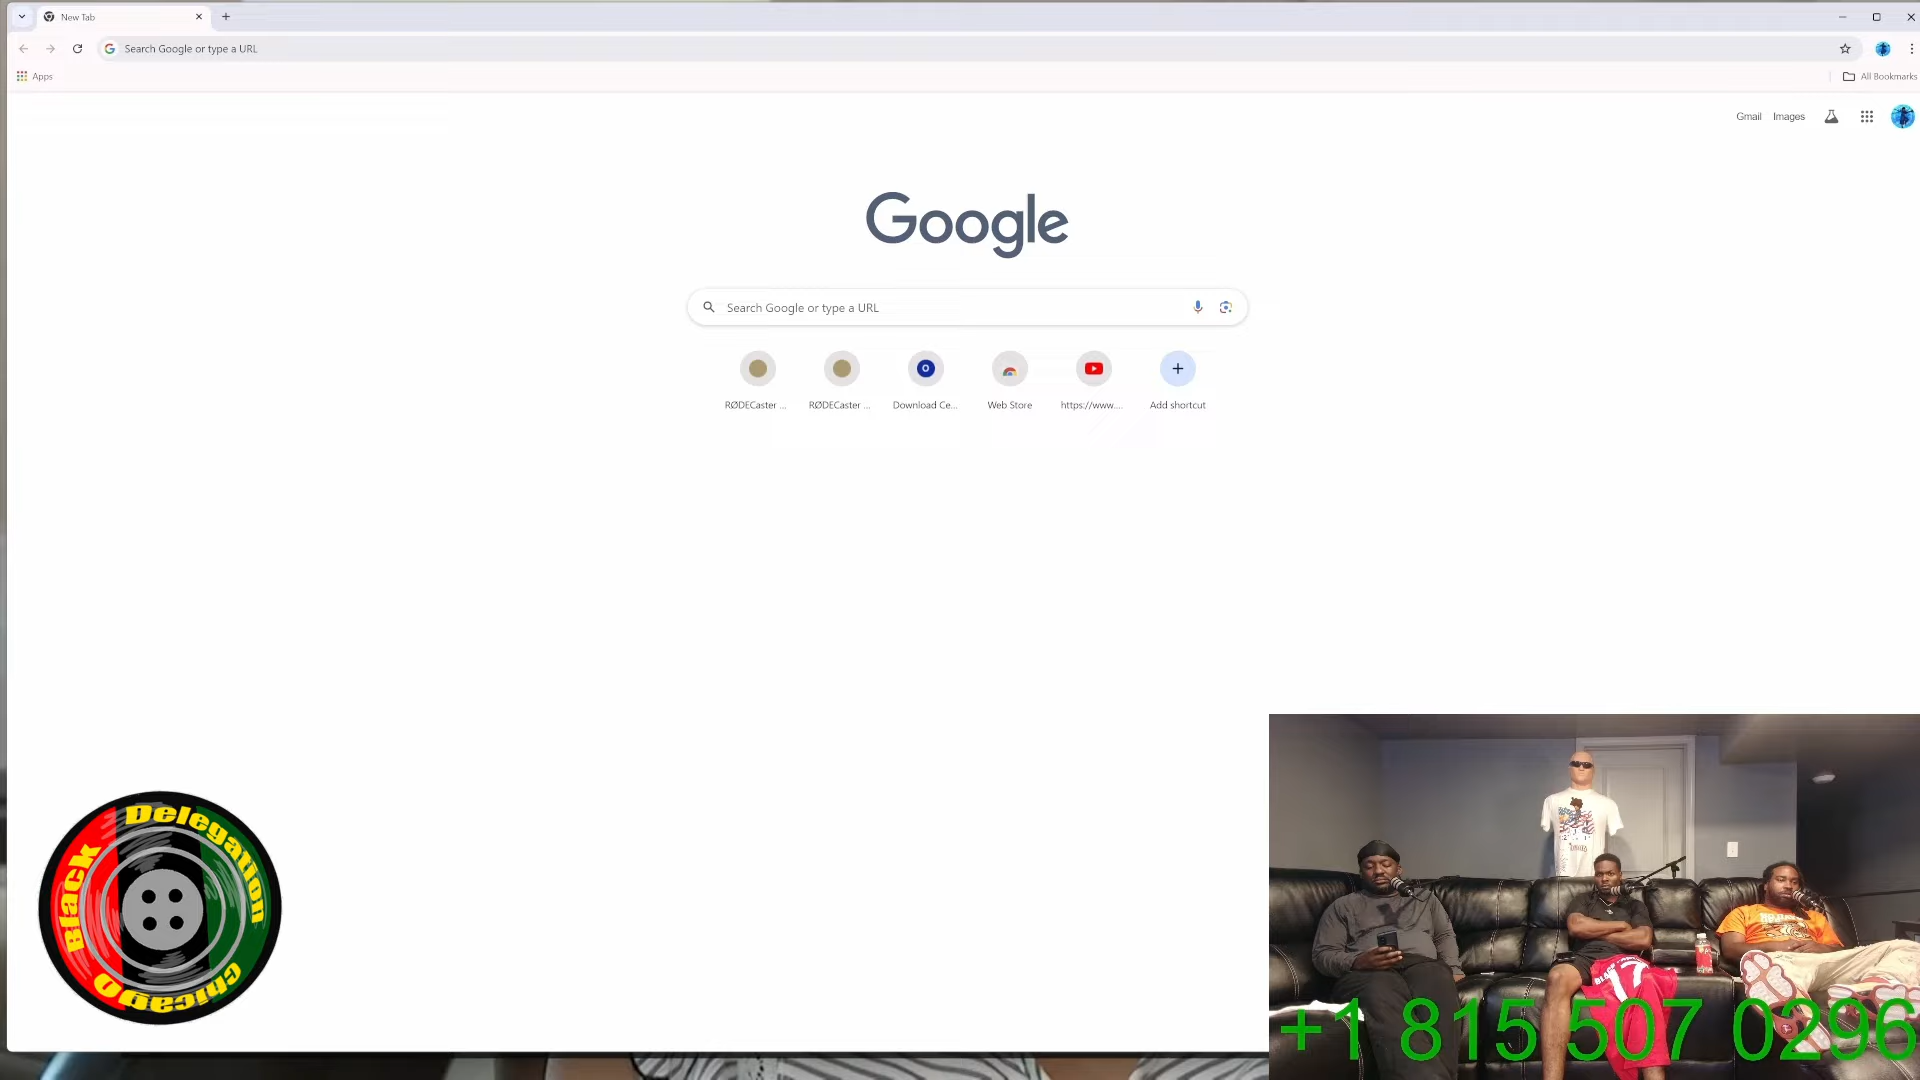 New Tab
Search Google or type a URL
Apps
All Bookmarks
Gmail Images
Google
Search Google or type a URL
RØDECaster ...
RØDECaster ...
Download Ce...
Web Store
https://www....
Add shortcut
Black Delegation Chicago
17
+1 815 507 0296